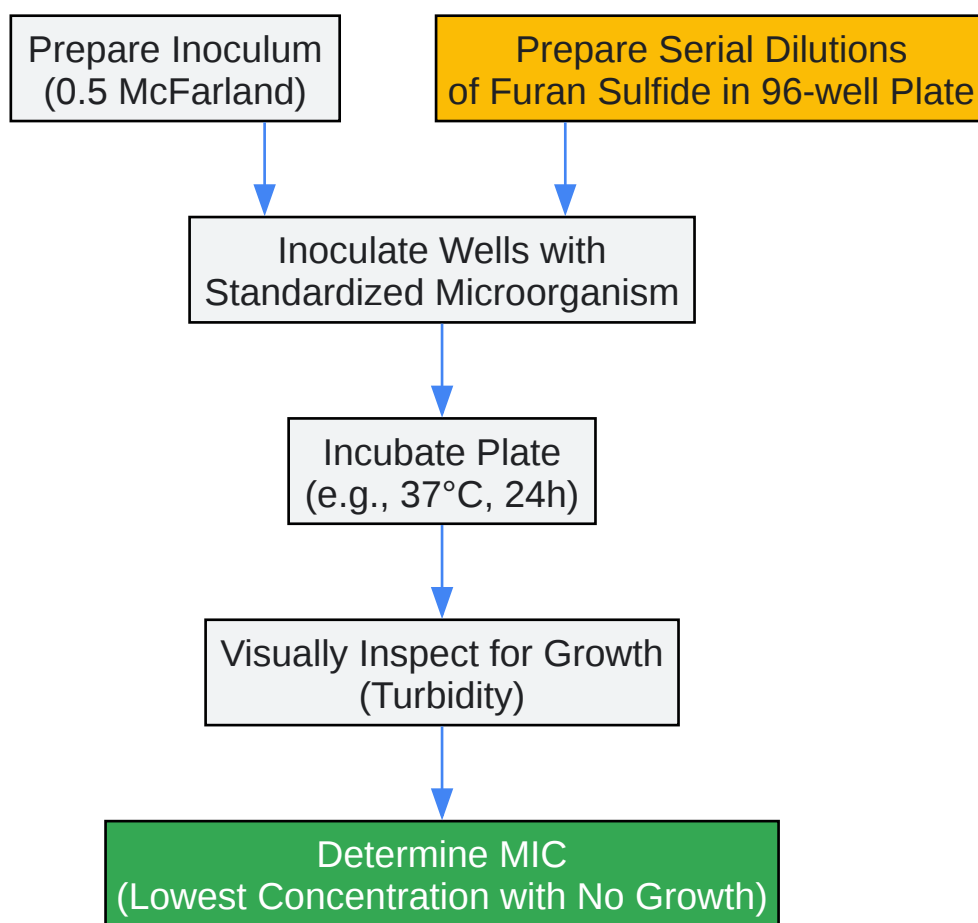 Prepare Inoculum
(0.5 McFarland)
Prepare Serial Dilutions
of Furan Sulfide in 96-well Plate
Inoculate Wells with
Standardized Microorganism
Incubate Plate
(e.g., 37°C, 24h)
Visually Inspect for Growth
(Turbidity)
Determine MIC
(Lowest Concentration with No Growth)